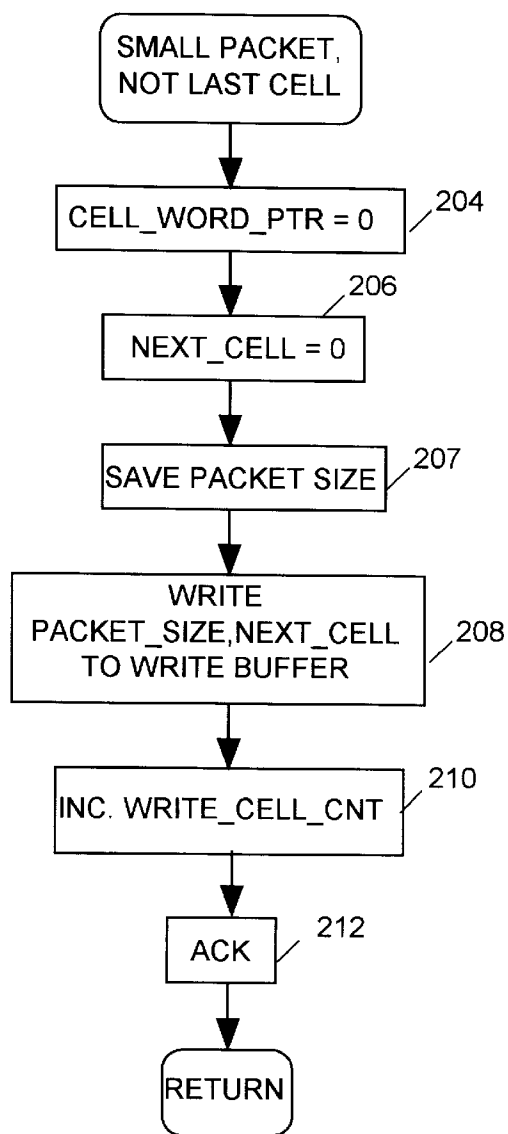 SMALL PACKET,
NOT LAST CELL
CELL_WORD_PTR = 0
204
206
NEXT_CELL = 0
207
SAVE PACKET SIZE
WRITE
PACKET_SIZE,NEXT_CELL
TO WRITE BUFFER
208
210
INC. WRITE_CELL_CNT
212
ACK
RETURN